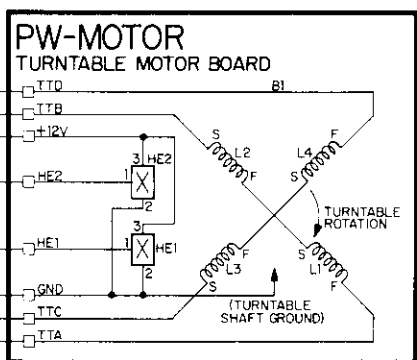 PW-MOTOR
TURNTABLE MOTOR BOARD
TTD
B1
TTB
+12V
S
F
3
HE2
L2
L4
HE2
1
F
S
2
TURNTABLE
ROTATION
3
HE1
1
HE1
F
S
L3
L1
2
S
F
GND
(TURNTABLE
SHAFT GROUND)
TTC
TTA